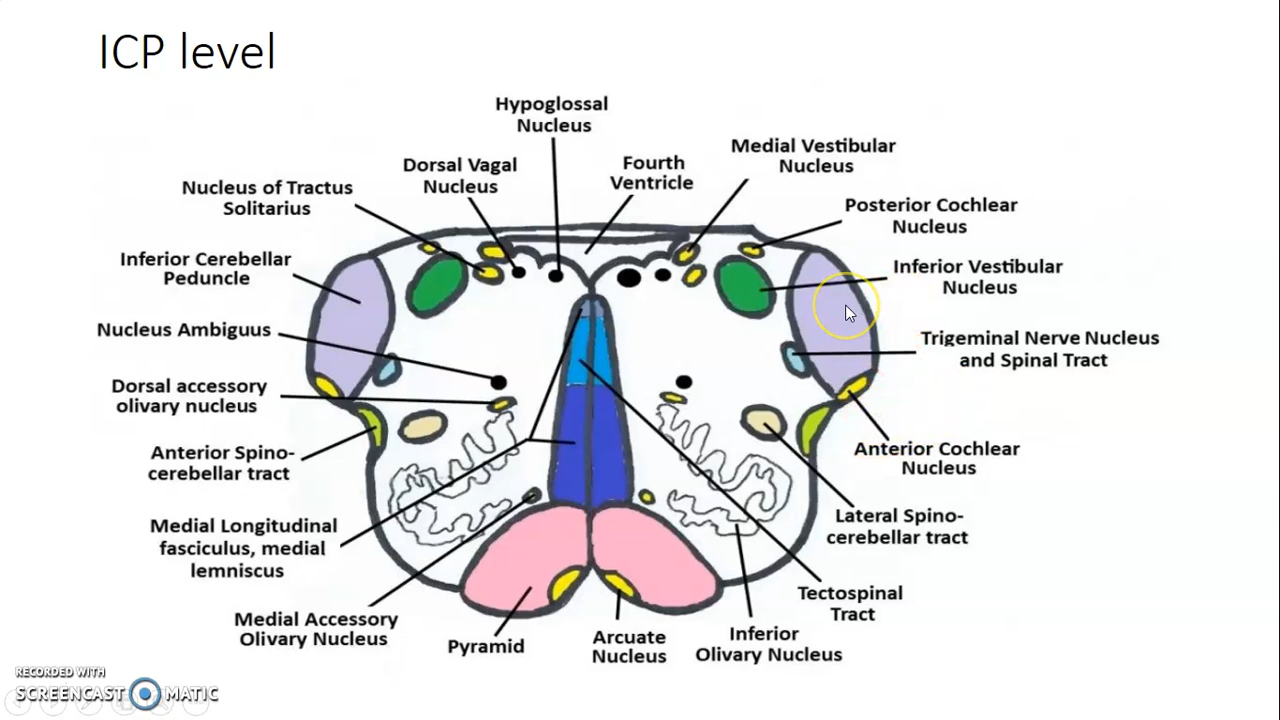 ICP level
Hypoglossal
Nucleus
Dorsal Vagal
Nucleus
Fourth
Ventricle
Medial Vestibular
Nucleus
Nucleus of Tractus
Solitarius
Posterior Cochlear
Nucleus
Inferior Cerebellar
Peduncle
Inferior Vestibular
Nucleus
Nucleus Ambiguus
Trigeminal Nerve Nucleus
and Spinal Tract
Dorsal accessory
olivary nucleus
Anterior Spino-
cerebellar tract
Anterior Cochlear
Nucleus
Medial Longitudinal
fasciculus, medial
lemniscus
Lateral Spino-
cerebellar tract
Tectospinal
Tract
Medial Accessory
Olivary Nucleus
Pyramid
Arcuate
Nucleus
Inferior
Olivary Nucleus
RECORDED WITH
SCREENCAST MATIC